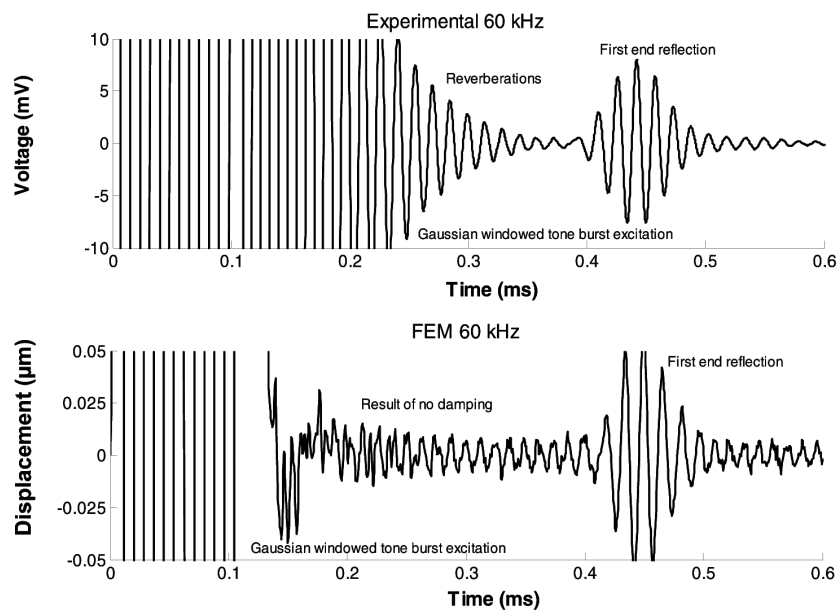 Experimental 60 kHz
10
First end reflection
Reverberations
5
Voltage (mV)
0
-5
Gaussian windowed tone burst excitation
-10
0 0.1 0.2 0.3 0.4 0.5 0.6
Time (ms)
FEM 60 kHz
0.05
First end reflection
0.025
Result of no damping
Displacement (μm)
0
-0.025
Gaussian windowed tone burst excitation
-0.05
0 0.1 0.2 0.3 0.4 0.5 0.6
Time (ms)